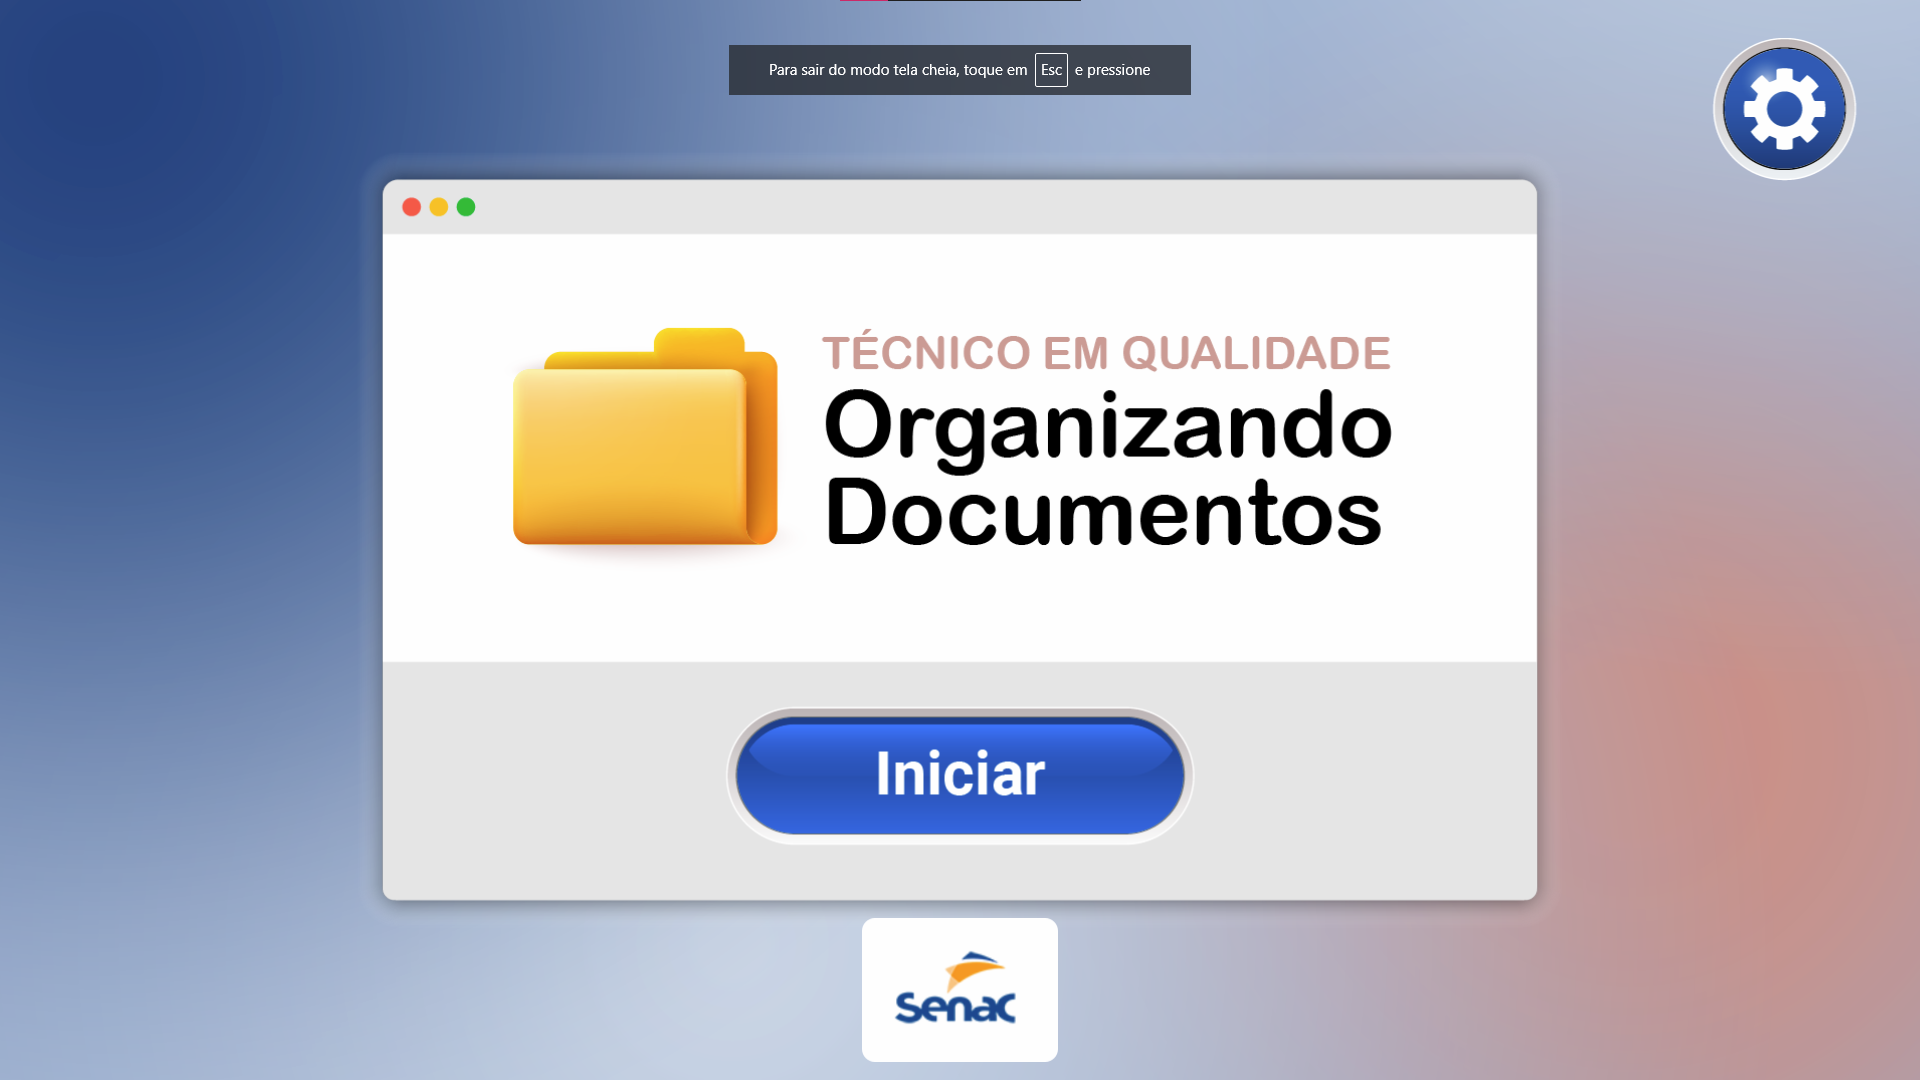 Para sair do modo tela cheia, toque em Esc e pressione
TÉCNICO EM QUALIDADE
Organizando
Documentos
Iniciar
Senac